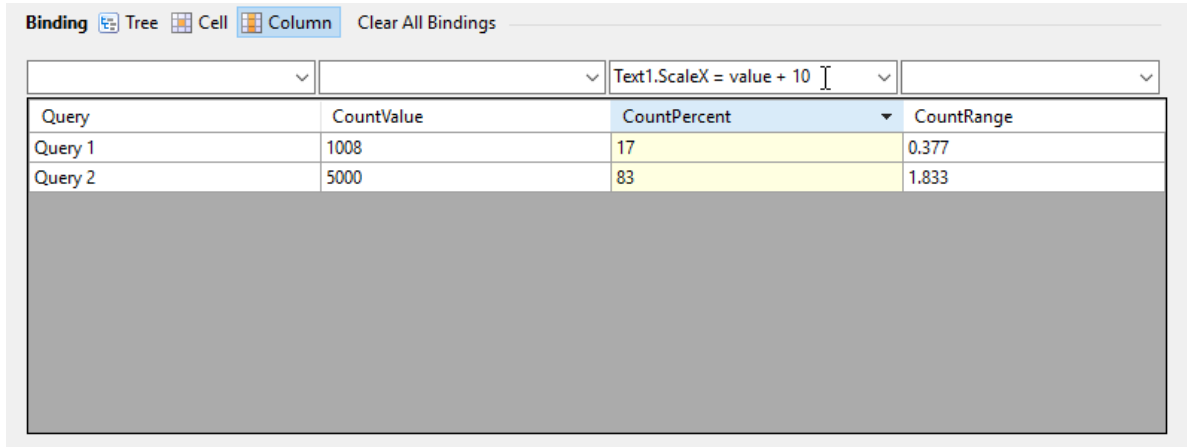 Binding Tree Cell Column Clear All Bindings
Text1.ScaleX = value + 10
Query CountValue CountPercent CountRange
Query 1 1008 17 0.377
Query 2 5000 83 1.833